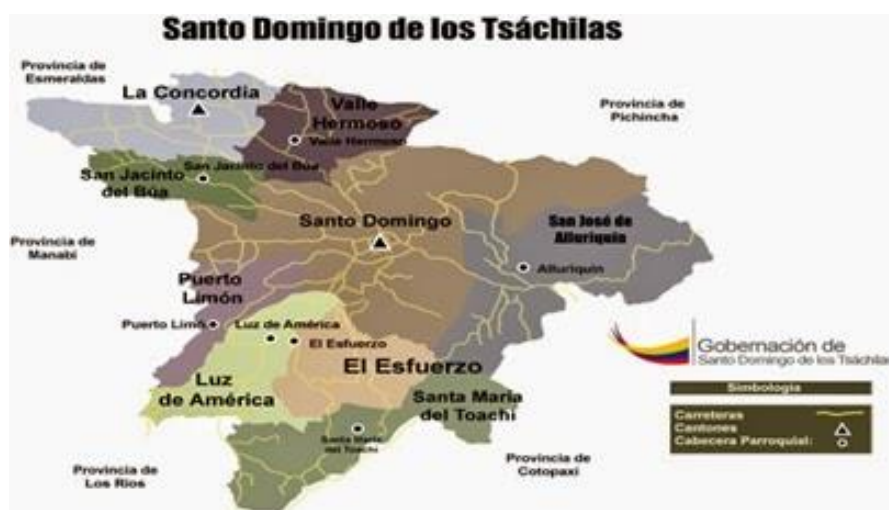 Santo Domingo de los Tsáchilas
Provincia de
Esmeraldas
La Concordia
Valle
Hermoso
Valle Hermoso
Provincia de
Pichincha
San Jacinto del Búa
San Jacinto
del Búa
Santo Domingo
San José de
Alluriquín
Alluriquín
Provincia de
Manabí
Puerto
Limón
Puerto Limó
Luz de América
El Esfuerzo
El Esfuerzo
Luz
de América
Santa María
del Toachi
Santa María
del Toachi
Gobernación de
Santo Domingo de los Tsáchilas
Simbología
Carreteras
Cantones
Cabecera Parroquial:
Provincia de
Los Ríos
Provincia de
Cotopaxi